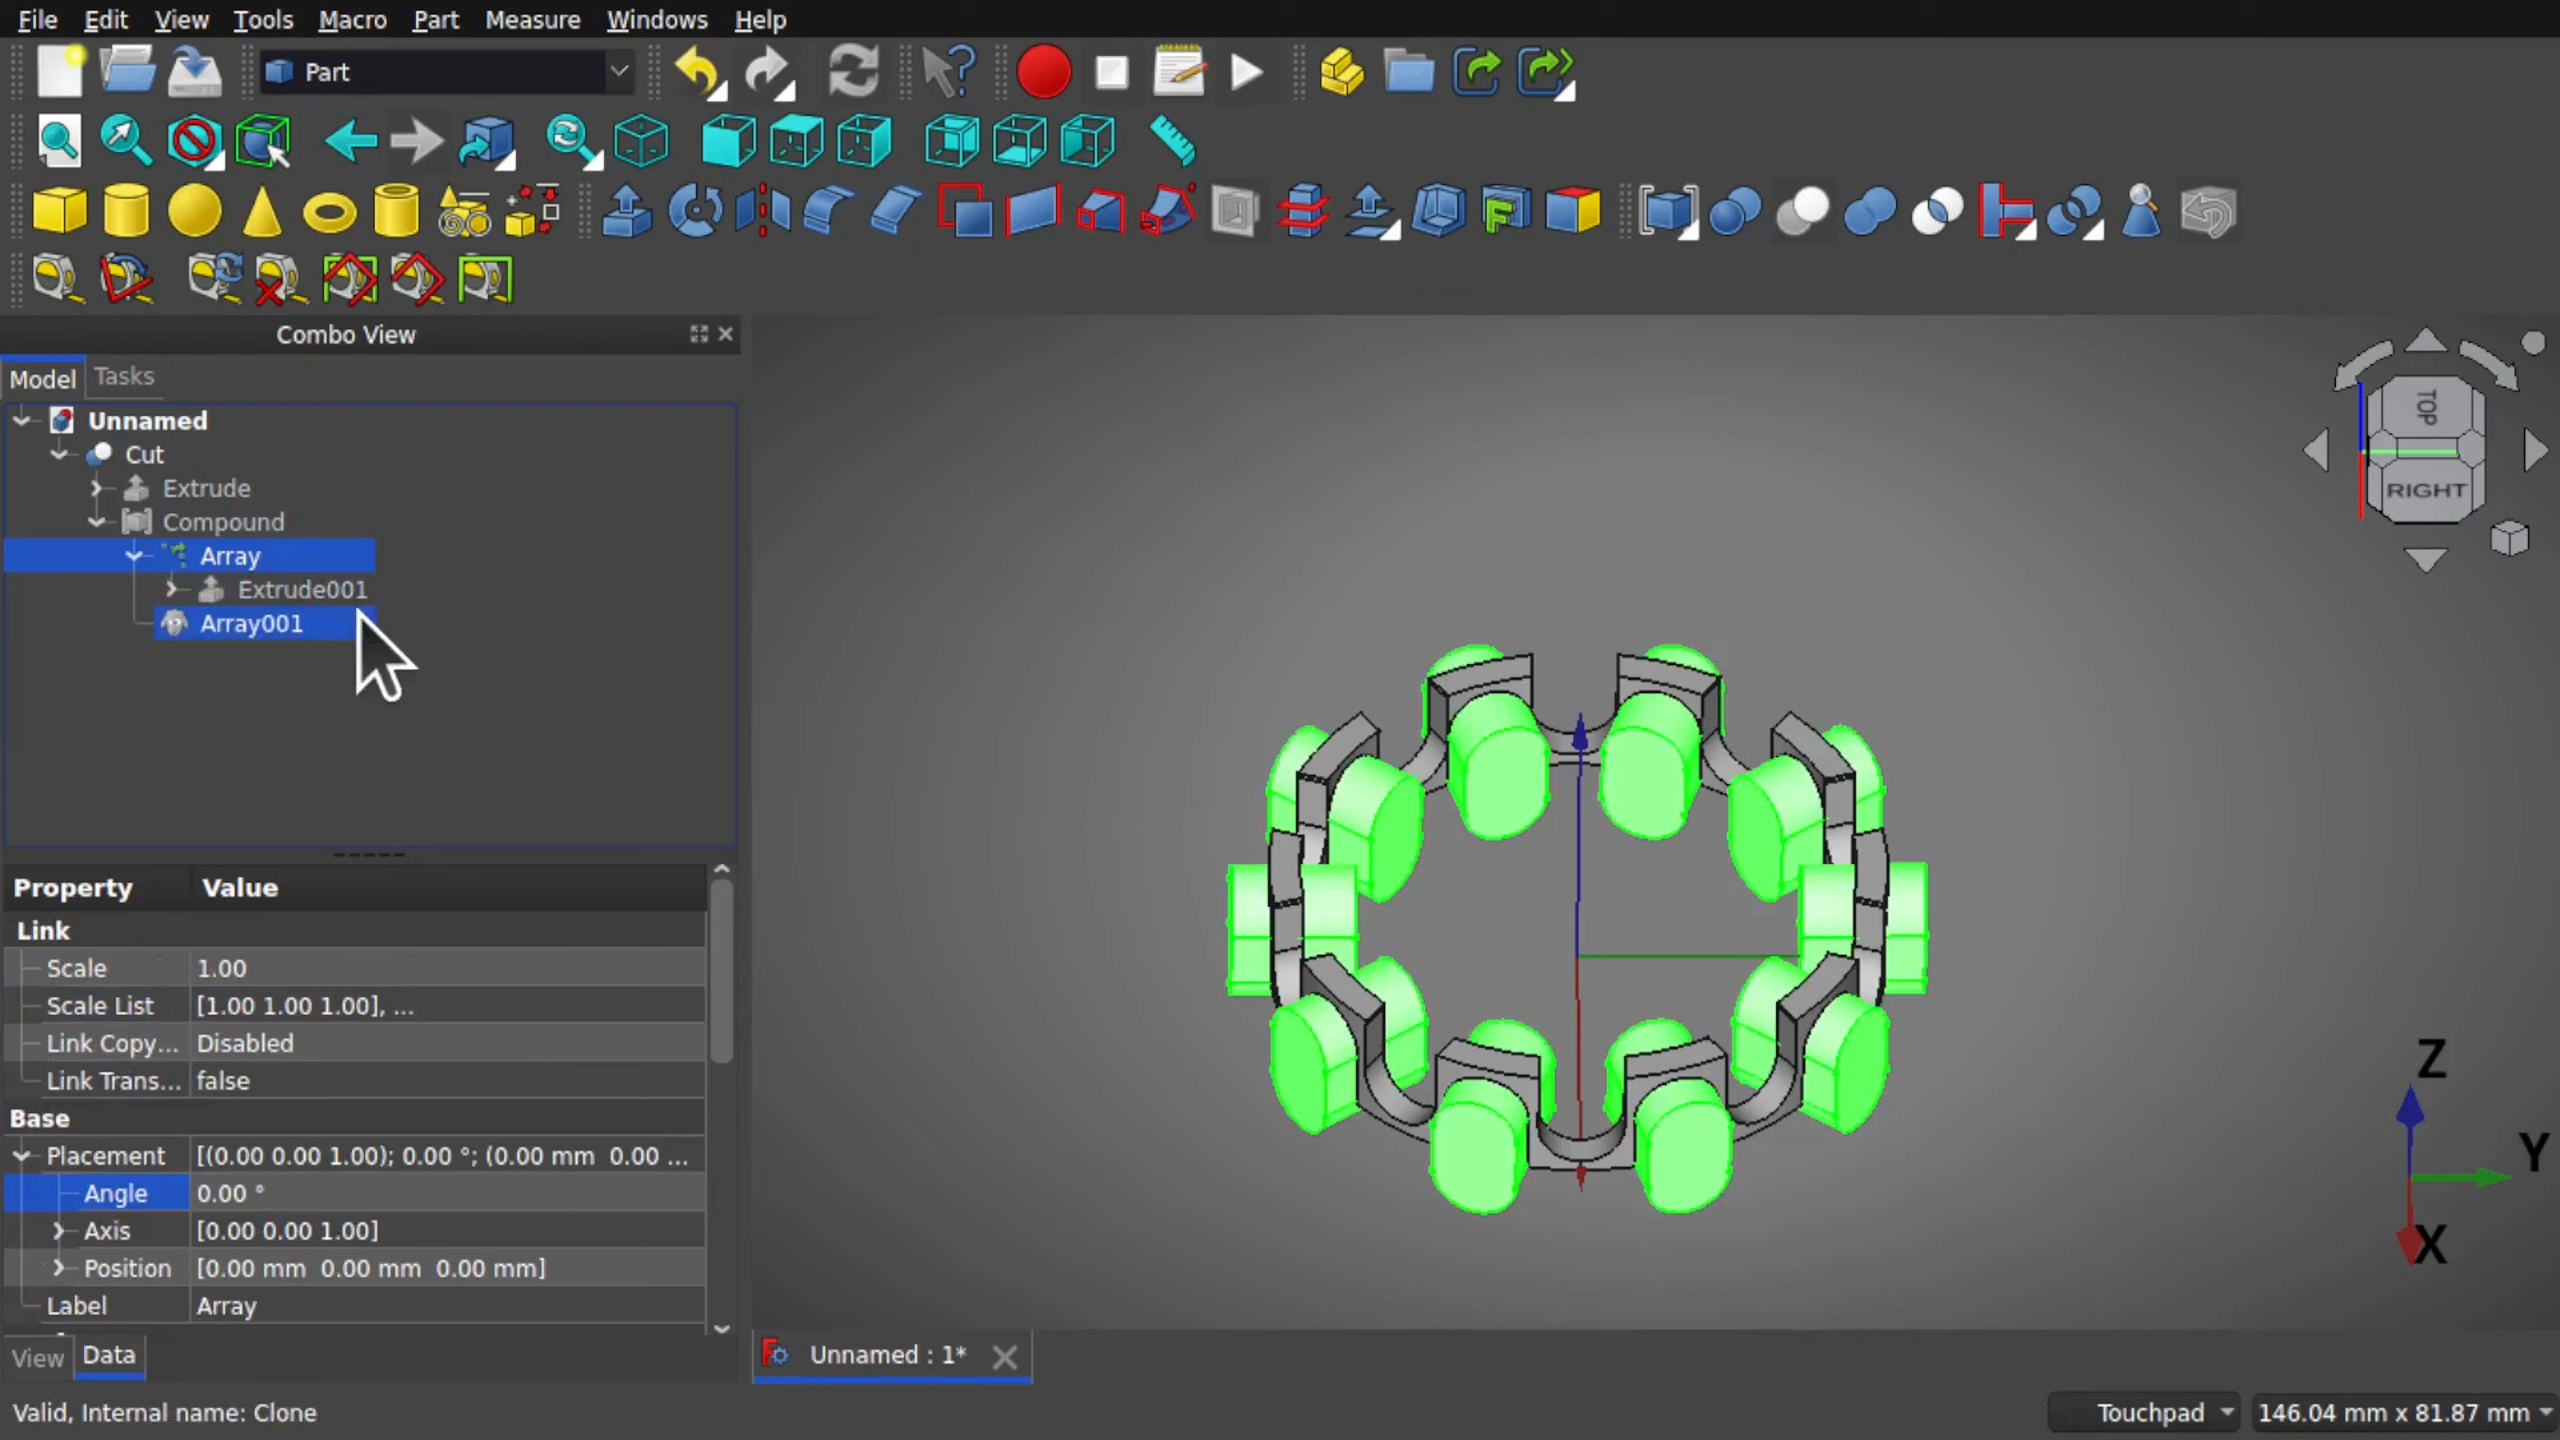 File Edit View Tools Macro Part Measure Windows Help
Part
Combo View
Model Tasks
Unnamed
Cut
Extrude
Compound
Array
Extrude001
Array001
Property Value
Link
Scale 1.00
Scale List [1.00 1.00 1.00], ...
Link Copy... Disabled
Link Trans... false
Base
Placement [(0.00 0.00 1.00); 0.00 °; (0.00 mm 0.00 ...
Angle 0.00 °
Axis [0.00 0.00 1.00]
Position [0.00 mm 0.00 mm 0.00 mm]
Label Array
View Data
TOP
RIGHT
Z
Y
X
Unnamed : 1*
Valid, Internal name: Clone
Touchpad
146.04 mm x 81.87 mm